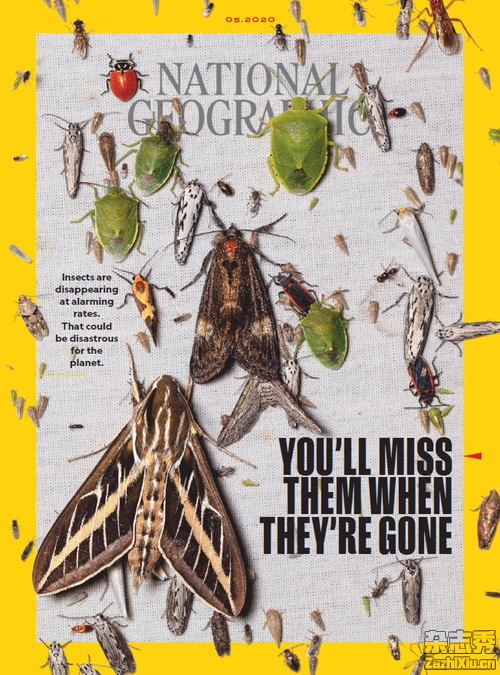 05.2020
NATIONAL
GEOGRAPHIC
Insects are
disappearing
at alarming
rates.
That could
be disastrous
for the
planet.
YOU'LL MISS
THEM WHEN
THEY'RE GONE
杂志秀
ZazhiXiu.cn